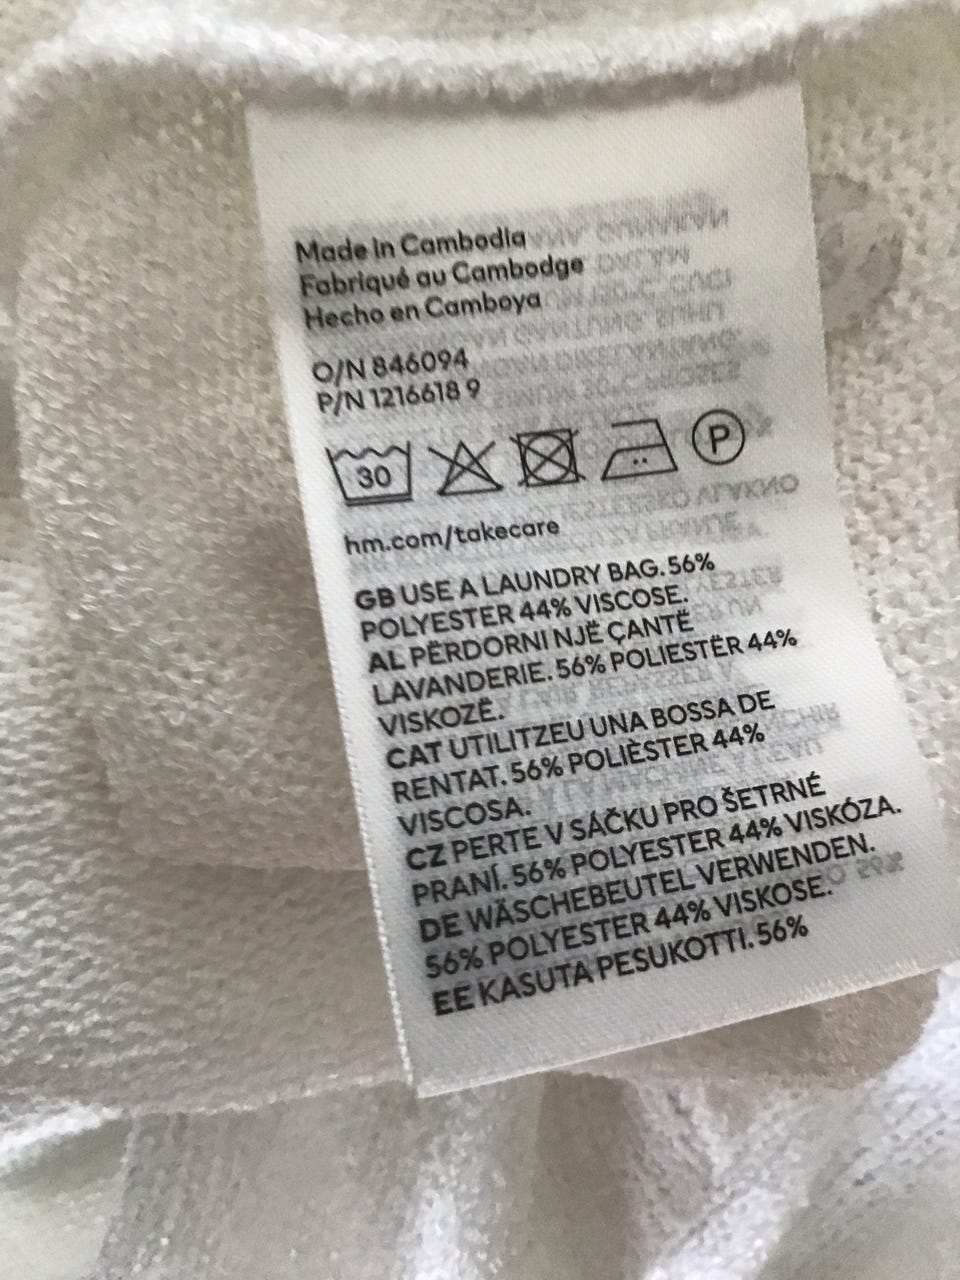 Made in Cambodia
Fabriqué au Cambodge
Hecho en Camboya
O/N 846094
P/N 1216618 9
30 P
hm.com/takecare
GB USE A LAUNDRY BAG. 56%
POLYESTER 44% VISCOSE.
AL PËRDORNI NJË ÇANTË
LAVANDERIE. 56% POLIESTËR 44%
VISKOZË.
CAT UTILITZEU UNA BOSSA DE
RENTAT. 56% POLIÈSTER 44%
VISCOSA.
CZ PERTE V SÁČKU PRO ŠETRNÉ
PRANÍ. 56% POLYESTER 44% VISKÓZA.
DE WÄSCHEBEUTEL VERWENDEN.
56% POLYESTER 44% VISKOSE.
EE KASUTA PESUKOTTI. 56%